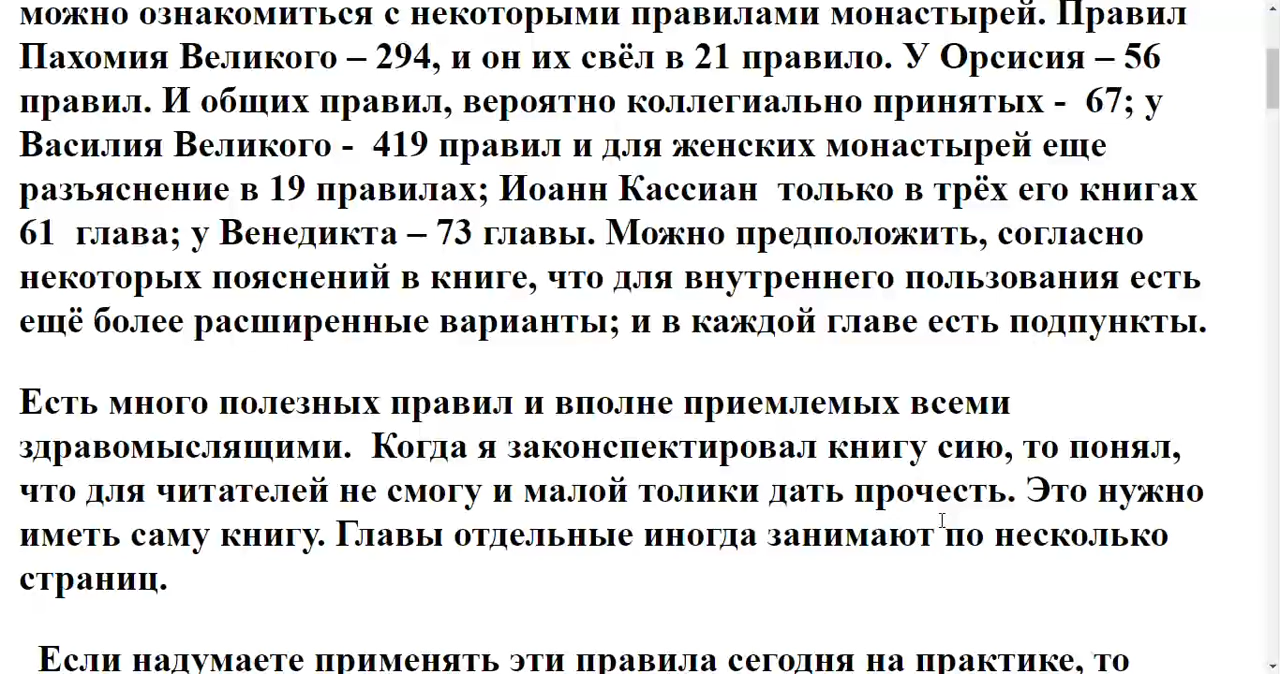 можно ознакомиться с некоторыми правилами монастырей. Правил
Пахомия Великого – 294, и он их свёл в 21 правило. У Орсисия – 56
правил. И общих правил, вероятно коллегиально принятых -  67; у
Василия Великого -  419 правил и для женских монастырей еще
разъяснение в 19 правилах; Иоанн Кассиан  только в трёх его книгах
61  глава; у Венедикта – 73 главы. Можно предположить, согласно
некоторых пояснений в книге, что для внутреннего пользования есть
ещё более расширенные варианты; и в каждой главе есть подпункты.
Есть много полезных правил и вполне приемлемых всеми
здравомыслящими.  Когда я законспектировал книгу сию, то понял,
что для читателей не смогу и малой толики дать прочесть. Это нужно
иметь саму книгу. Главы отдельные иногда занимают по несколько
страниц.
Если надумаете применять эти правила сегодня на практике, то